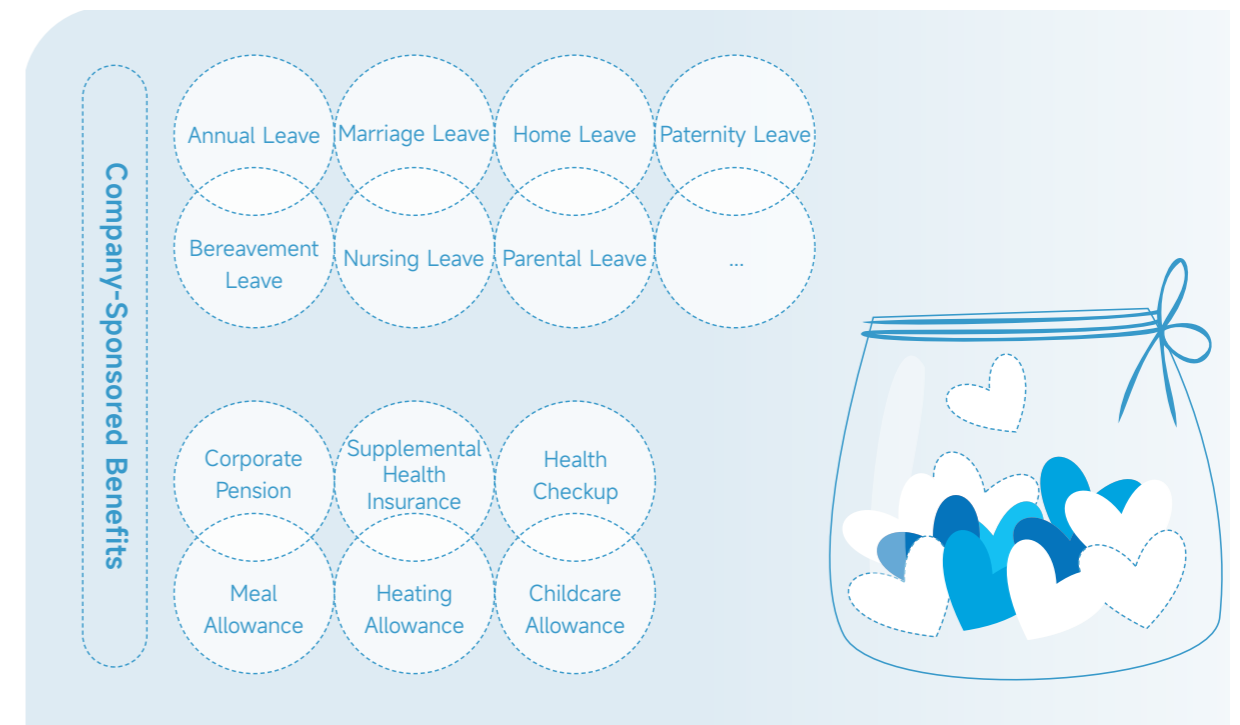 Company-Sponsored Benefits
Annual Leave
Marriage Leave
Home Leave
Paternity Leave
Bereavement
Leave
Nursing Leave
Parental Leave
...
Corporate
Pension
Supplemental
Health
Insurance
Health
Checkup
Meal
Allowance
Heating
Allowance
Childcare
Allowance